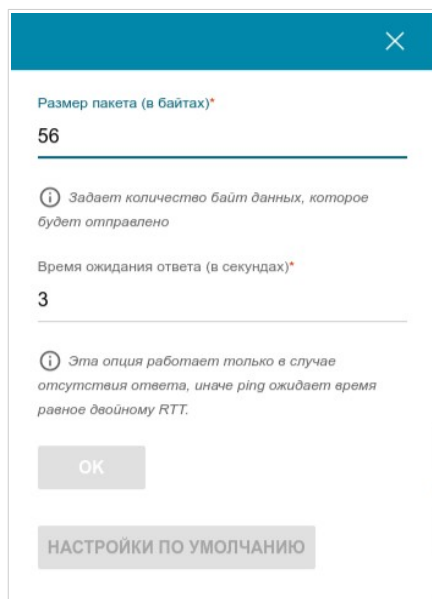 Размер пакета (в байтах)*
56
Задает количество байт данных, которое
будет отправлено
Время ожидания ответа (в секундах)*
3
Эта опция работает только в случае
отсутствия ответа, иначе ping ожидает время
равное двойному RTT.
OK
НАСТРОЙКИ ПО УМОЛЧАНИЮ